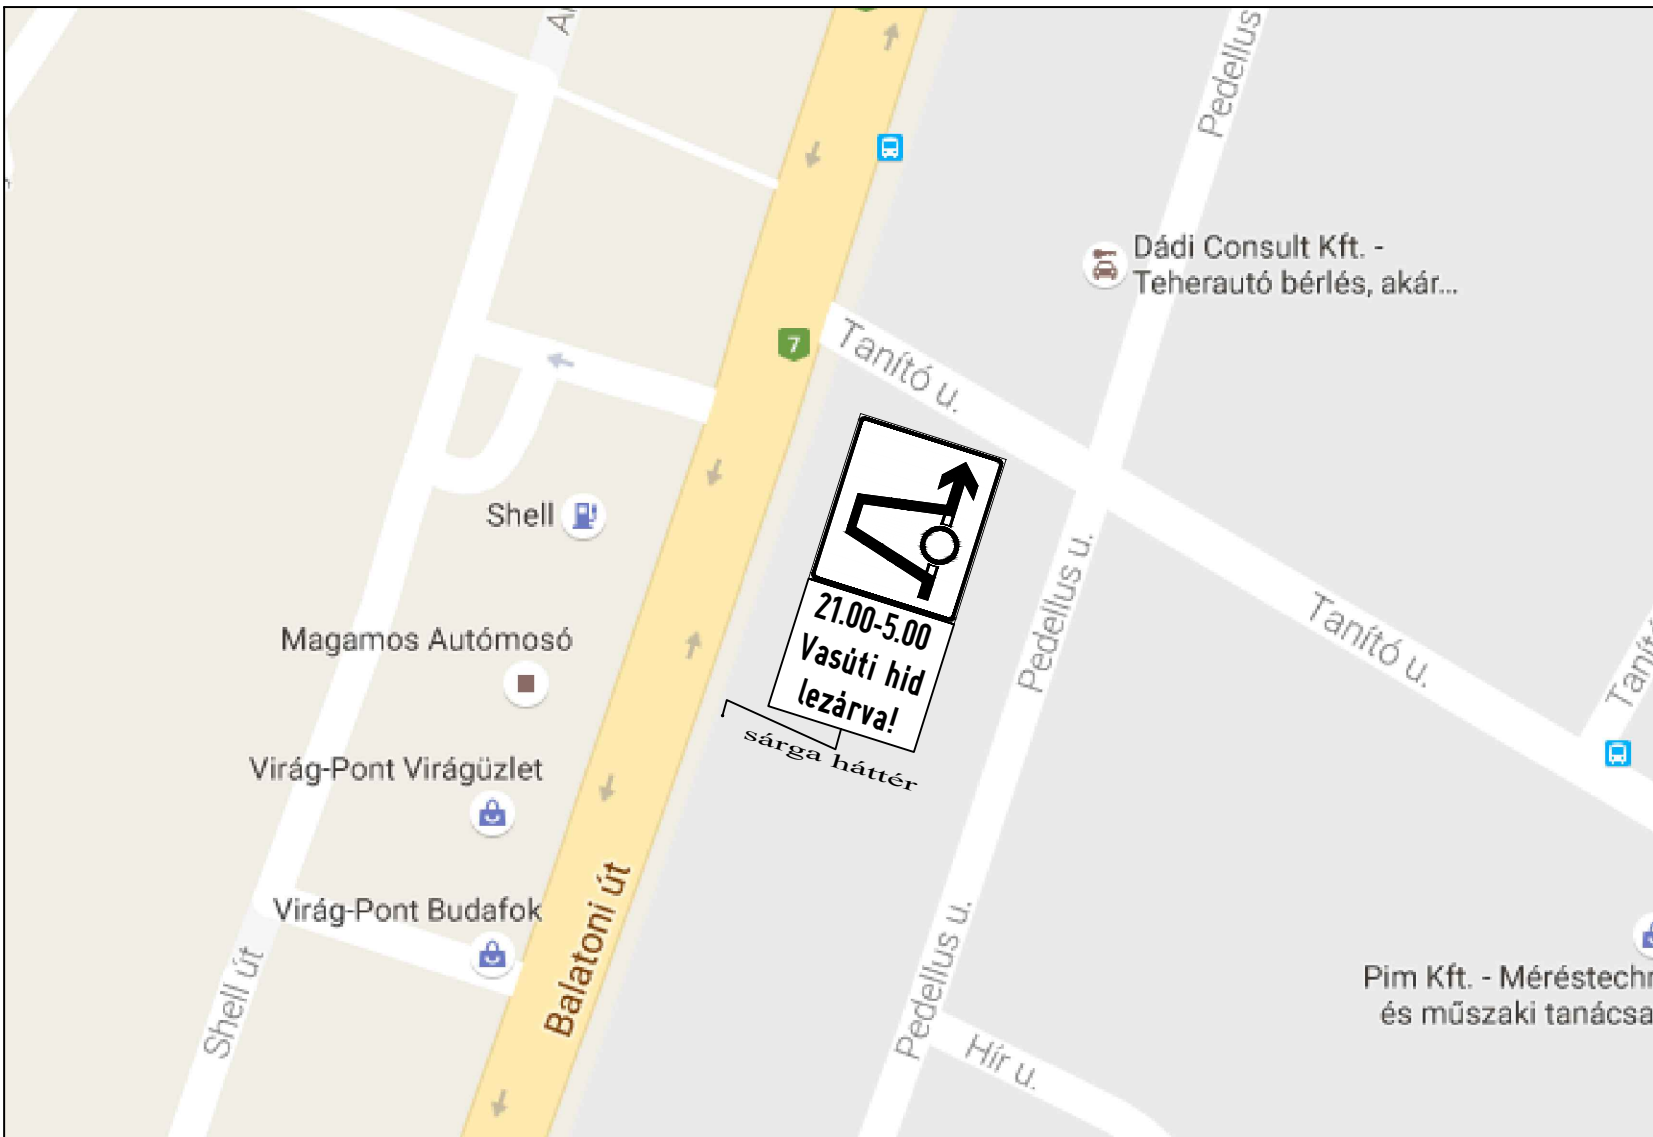 Pedellus
Dádi Consult Kft. -
Teherautó bérlés, akár...
7
Tanító u.
Shell
21.00-5.00
Vasúti hid
lezárva!
sárga háttér
Pedellus u.
Tanító u.
Magamos Autómosó
Virág-Pont Virágüzlet
Virág-Pont Budafok
Balatoni út
Shell út
Pedellus u.
Hír u.
Pim Kft. - Méréstechn
és műszaki tanácsa